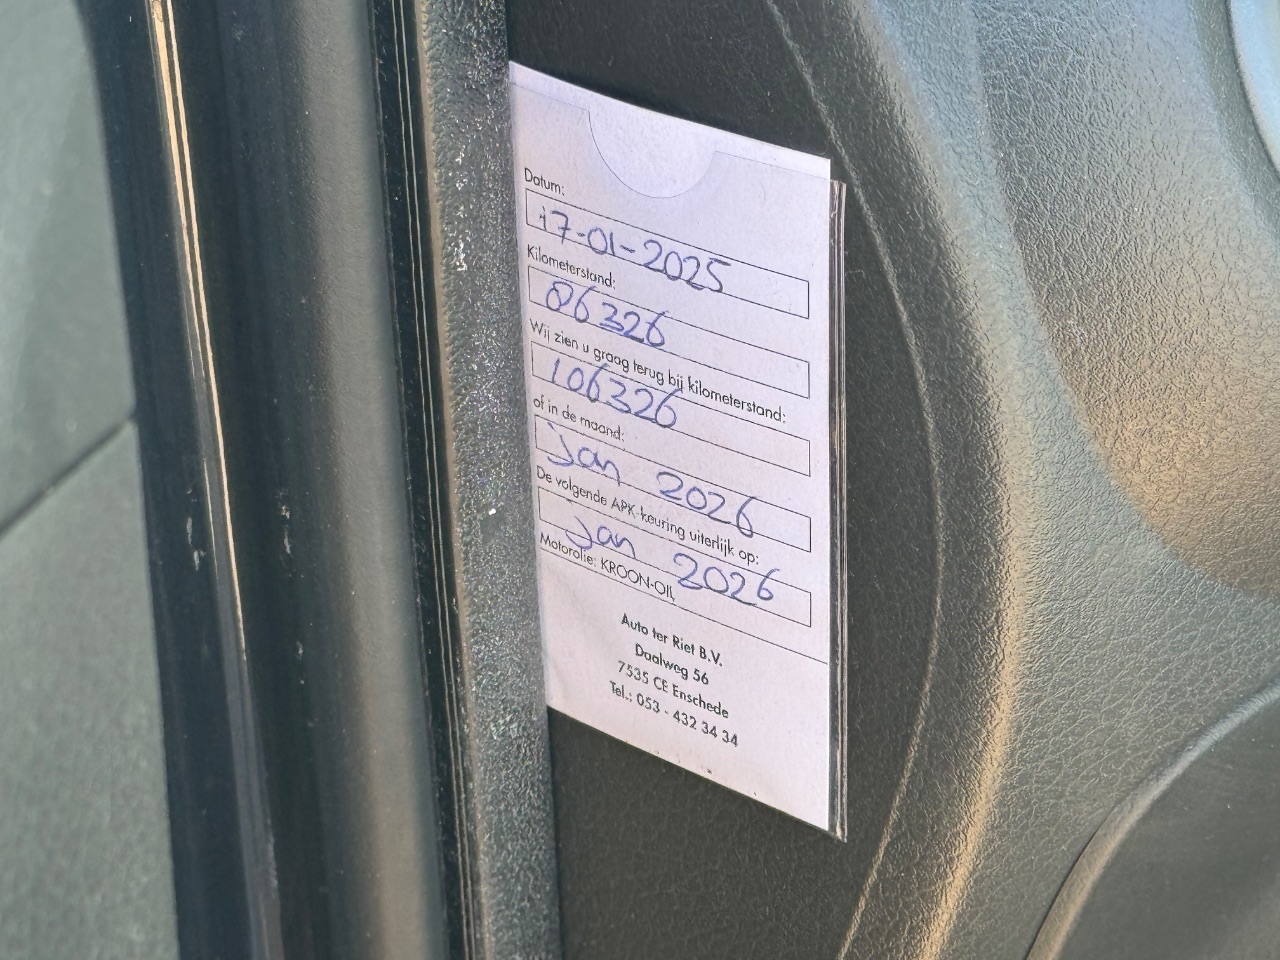 Datum:
17-01-2025
Kilometerstand:
86326
Wij zien u graag terug bij kilometerstand:
106326
of in de maand:
Jan 2026
De volgende APK-keuring uiterlijk op:
Jan 2026
Motorolie: KROON-OIL
Auto ter Riet B.V.
Daalweg 56
7535 CE Enschede
Tel.: 053 - 432 34 34